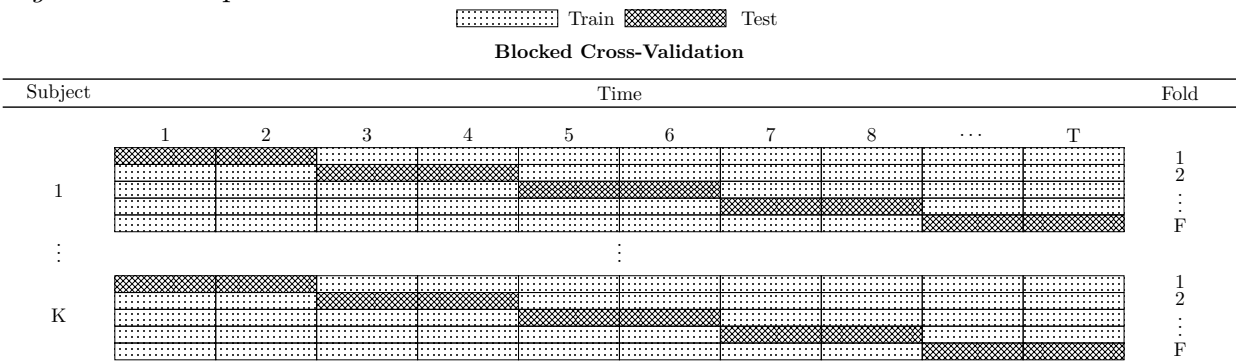 Train Test
Blocked Cross-Validation
Subject Time Fold
1 2 3 4 5 6 7 8 ⋯ T
1
2
1 ⋮
F
⋮ ⋮
1
2
K ⋮
F